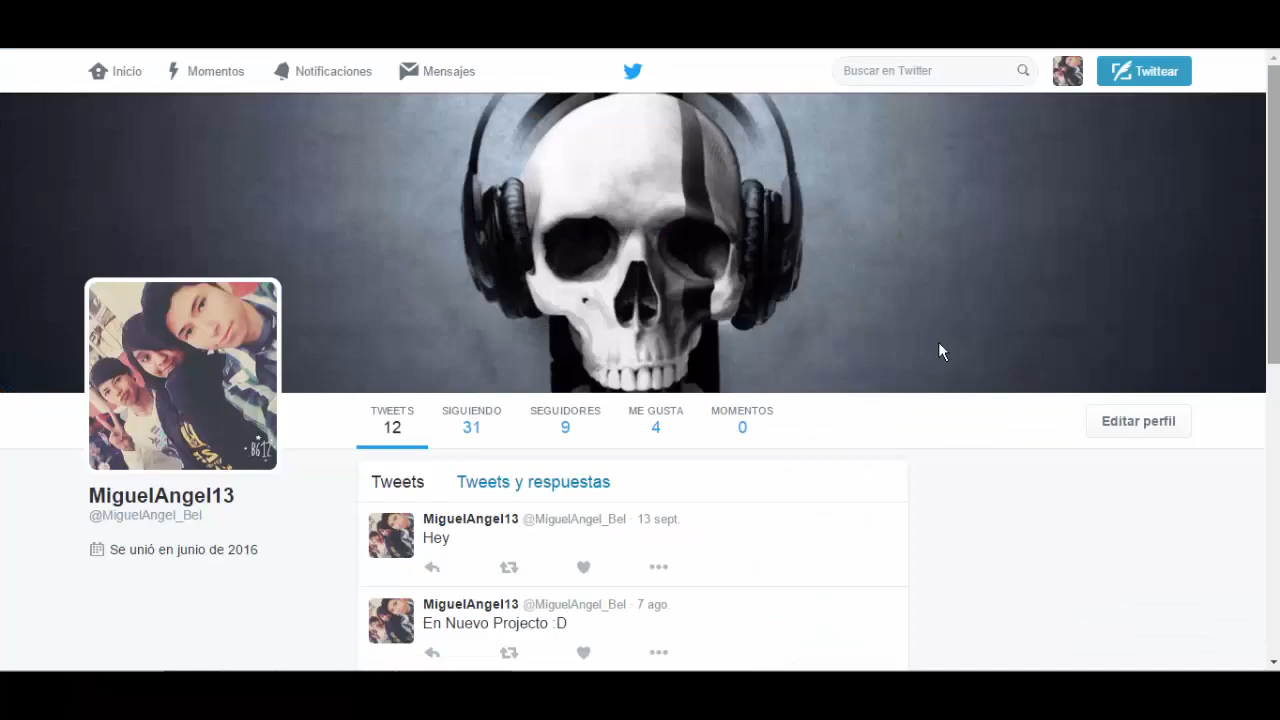 Inicio
Momentos
Notificaciones
Mensajes
Buscar en Twitter
Twittear
TWEETS
12
SIGUIENDO
31
SEGUIDORES
9
ME GUSTA
4
MOMENTOS
0
Editar perfil
B612
MiguelAngel13
@MiguelAngel_Bel
Se unió en junio de 2016
Tweets
Tweets y respuestas
MiguelAngel13 @MiguelAngel_Bel · 13 sept.
Hey
MiguelAngel13 @MiguelAngel_Bel · 7 ago.
En Nuevo Projecto :D